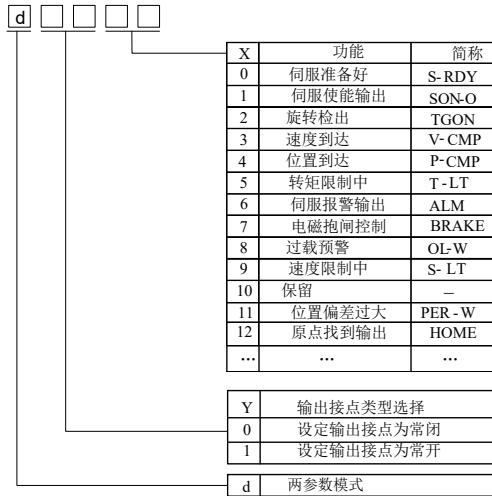 d
X 功能 简称
0 伺服准备好 S-RDY
1 伺服使能输出 SON-O
2 旋转检出 TGON
3 速度到达 V-CMP
4 位置到达 P-CMP
5 转矩限制中 T-LT
6 伺服报警输出 ALM
7 电磁抱闸控制 BRAKE
8 过载预警 OL-W
9 速度限制中 S-LT
10 保留 –
11 位置偏差过大 PER-W
12 原点找到输出 HOME
... ... ...
Y 输出接点类型选择
0 设定输出接点为常闭
1 设定输出接点为常开
d 两参数模式